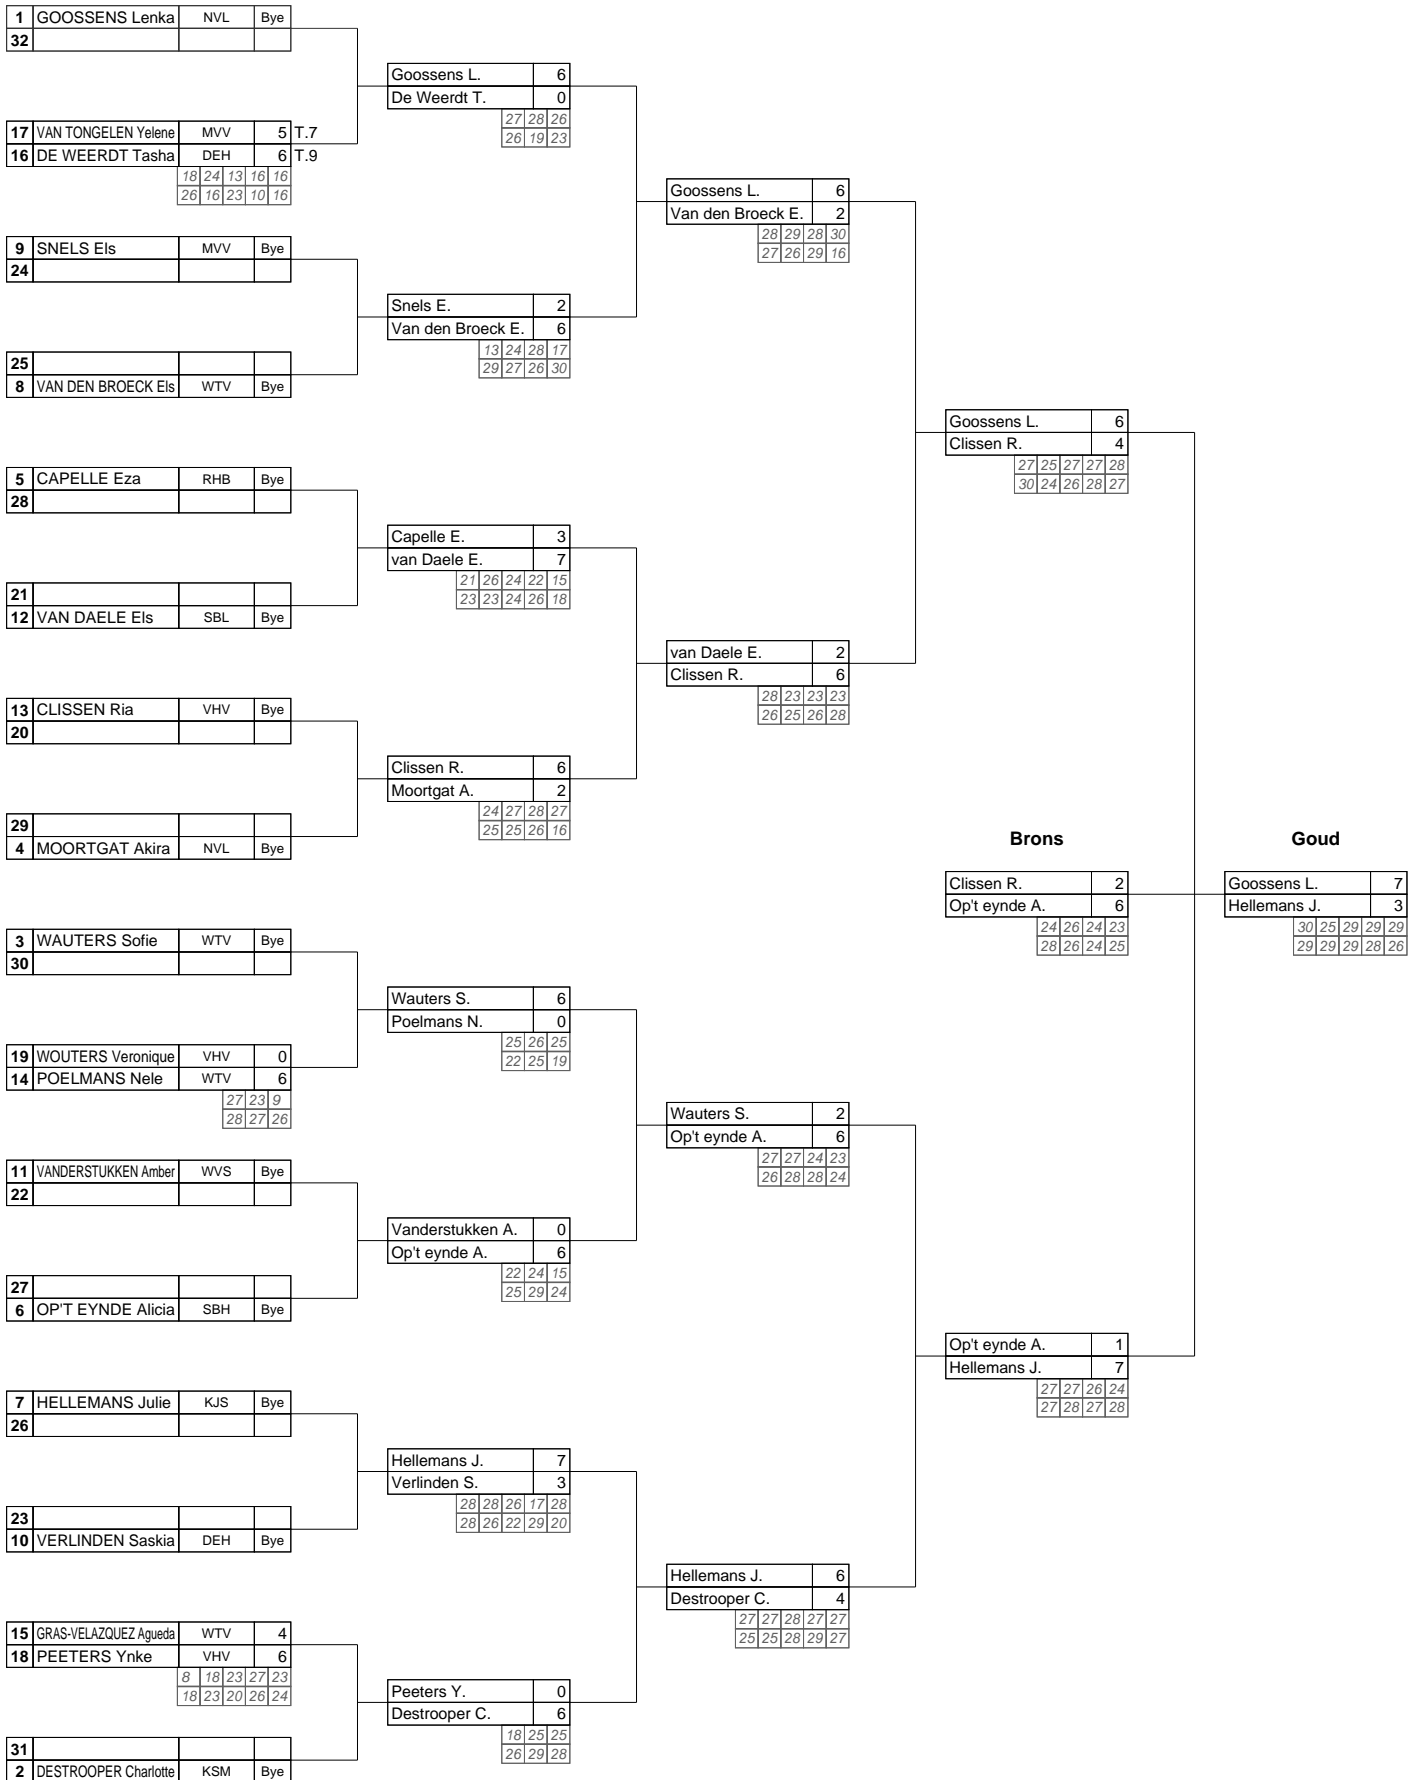 1 GOOSSENS Lenka NVL Bye
32
Goossens L. 6
De Weerdt T. 0
27 28 26
26 19 23
17 VAN TONGELEN Yelene MVV 5 T.7
16 DE WEERDT Tasha DEH 6 T.9
18 24 13 16 16
26 16 23 10 16
Goossens L. 6
Van den Broeck E. 2
28 29 28 30
27 26 29 16
9 SNELS Els MVV Bye
24
Snels E. 2
Van den Broeck E. 6
13 24 28 17
29 27 26 30
25
8 VAN DEN BROECK Els WTV Bye
Goossens L. 6
Clissen R. 4
27 25 27 27 28
30 24 26 28 27
5 CAPELLE Eza RHB Bye
28
Capelle E. 3
van Daele E. 7
21 26 24 22 15
23 23 24 26 18
21
12 VAN DAELE Els SBL Bye
van Daele E. 2
Clissen R. 6
28 23 23 23
26 25 26 28
13 CLISSEN Ria VHV Bye
20
Clissen R. 6
Moortgat A. 2
24 27 28 27
25 25 26 16
29
4 MOORTGAT Akira NVL Bye
Brons Goud
Clissen R. 2
Op't eynde A. 6
24 26 24 23
28 26 24 25
Goossens L. 7
Hellemans J. 3
30 25 29 29 29
29 29 29 28 26
3 WAUTERS Sofie WTV Bye
30
Wauters S. 6
Poelmans N. 0
25 26 25
22 25 19
19 WOUTERS Veronique VHV 0
14 POELMANS Nele WTV 6
27 23 9
28 27 26
Wauters S. 2
Op't eynde A. 6
27 27 24 23
26 28 28 24
11 VANDERSTUKKEN Amber WVS Bye
22
Vanderstukken A. 0
Op't eynde A. 6
22 24 15
25 29 24
27
6 OP'T EYNDE Alicia SBH Bye
Op't eynde A. 1
Hellemans J. 7
27 27 26 24
27 28 27 28
7 HELLEMANS Julie KJS Bye
26
Hellemans J. 7
Verlinden S. 3
28 28 26 17 28
28 26 22 29 20
23
10 VERLINDEN Saskia DEH Bye
Hellemans J. 6
Destrooper C. 4
27 27 28 27 27
25 25 28 29 27
15 GRAS-VELAZQUEZ Agueda WTV 4
18 PEETERS Ynke VHV 6
8 18 23 27 23
18 23 20 26 24
Peeters Y. 0
Destrooper C. 6
18 25 25
26 29 28
31
2 DESTROOPER Charlotte KSM Bye